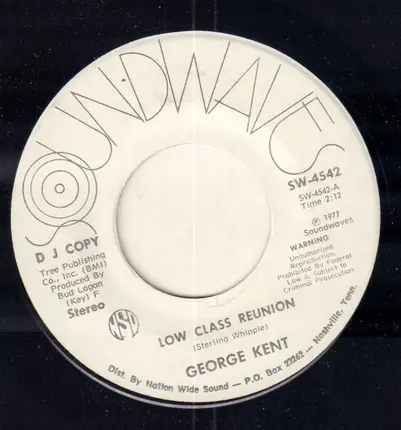 SOUNDWAVES
SW-4542
SW-4542-A
Time 2:12
Ⓟ 1977
Soundwaves
WARNING
Unauthorized
Reproduction,
Prohibited By Federal
Law & Subject to
Criminal Prosecution
D J COPY
Tree Publishing
Co., Inc. (BMI)
Produced By
Bud Logan
(Key) F
Stereo
NSD
LOW CLASS REUNION
(Sterling Whipple)
GEORGE KENT
Dist. By Nation Wide Sound — P.O. Box 23262 — Nashville, Tenn.